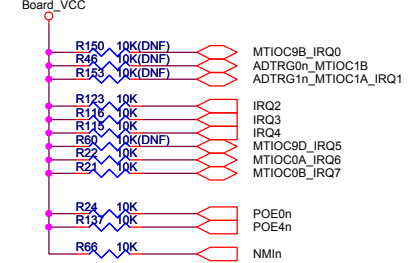 Board_VCC
R150 10K(DNF) MTIOC9B_IRQ0
R46 10K(DNF) ADTRG0n_MTIOC1B
R153 10K(DNF) ADTRG1n_MTIOC1A_IRQ1
R123 10K IRQ2
R116 10K IRQ3
R115 10K IRQ4
R60 10K(DNF) MTIOC9D_IRQ5
R22 10K MTIOC0A_IRQ6
R21 10K MTIOC0B_IRQ7
R24 10K POE0n
R137 10K POE4n
R66 10K NMIn